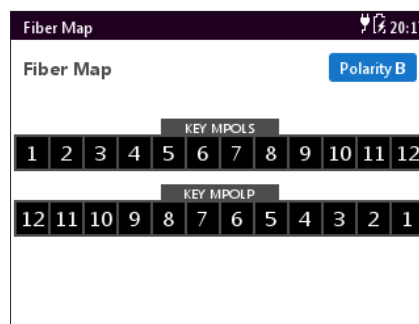 Fiber Map 20:1
Fiber Map Polarity B
KEY MPOLS
1 2 3 4 5 6 7 8 9 10 11 12
KEY MPOLP
12 11 10 9 8 7 6 5 4 3 2 1